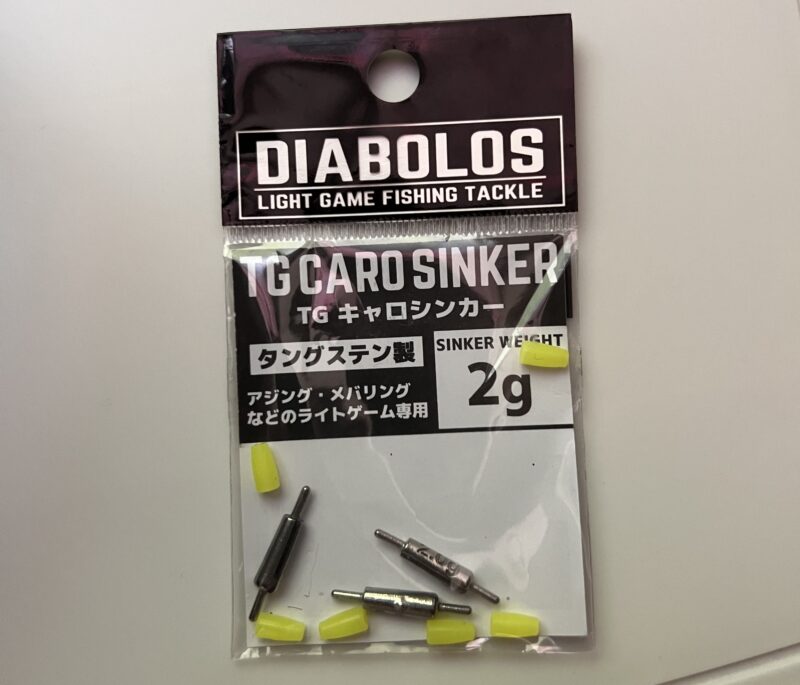 DIABOLOS
LIGHT GAME FISHING TACKLE
TG CARO SINKER
TG キャロシンカー
タングステン製
SINKER WEIGHT
2g
アジング・メバリング
などのライトゲーム専用